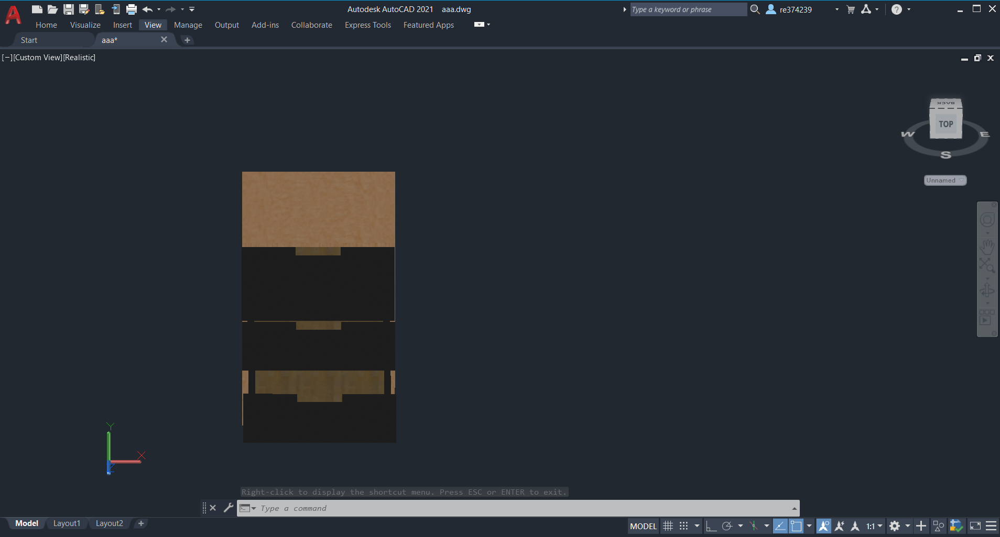 Autodesk AutoCAD 2021 aaa.dwg
Type a keyword or phrase
re374239
Home Visualize Insert View Manage Output Add-ins Collaborate Express Tools Featured Apps
Start
aaa*
[−][Custom View][Realistic]
BACK
TOP
W
E
S
Unnamed
Y
X
Right-click to display the shortcut menu. Press ESC or ENTER to exit.
Type a command
Model Layout1 Layout2
MODEL
1:1